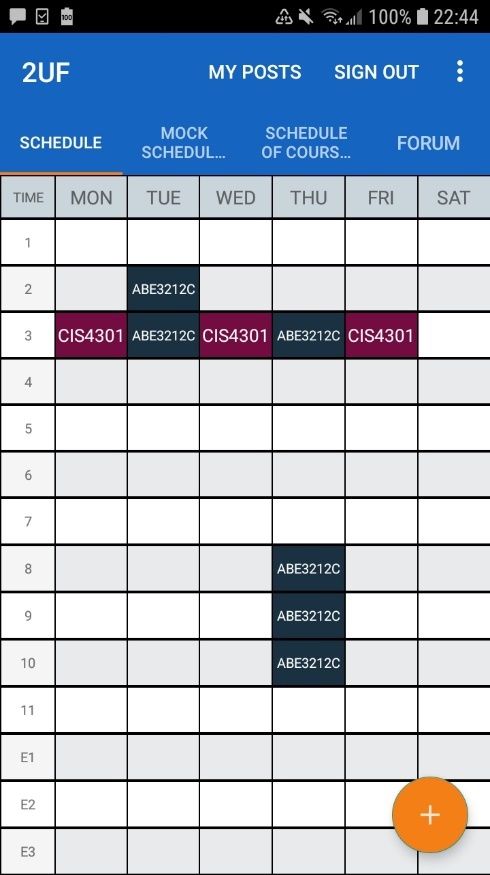 100 100% 22:44
2UF MY POSTS SIGN OUT
SCHEDULE MOCK SCHEDUL... SCHEDULE OF COURS... FORUM
TIME MON TUE WED THU FRI SAT
1
2 ABE3212C
3 CIS4301 ABE3212C CIS4301 ABE3212C CIS4301
4
5
6
7
8 ABE3212C
9 ABE3212C
10 ABE3212C
11
E1
E2
+
E3